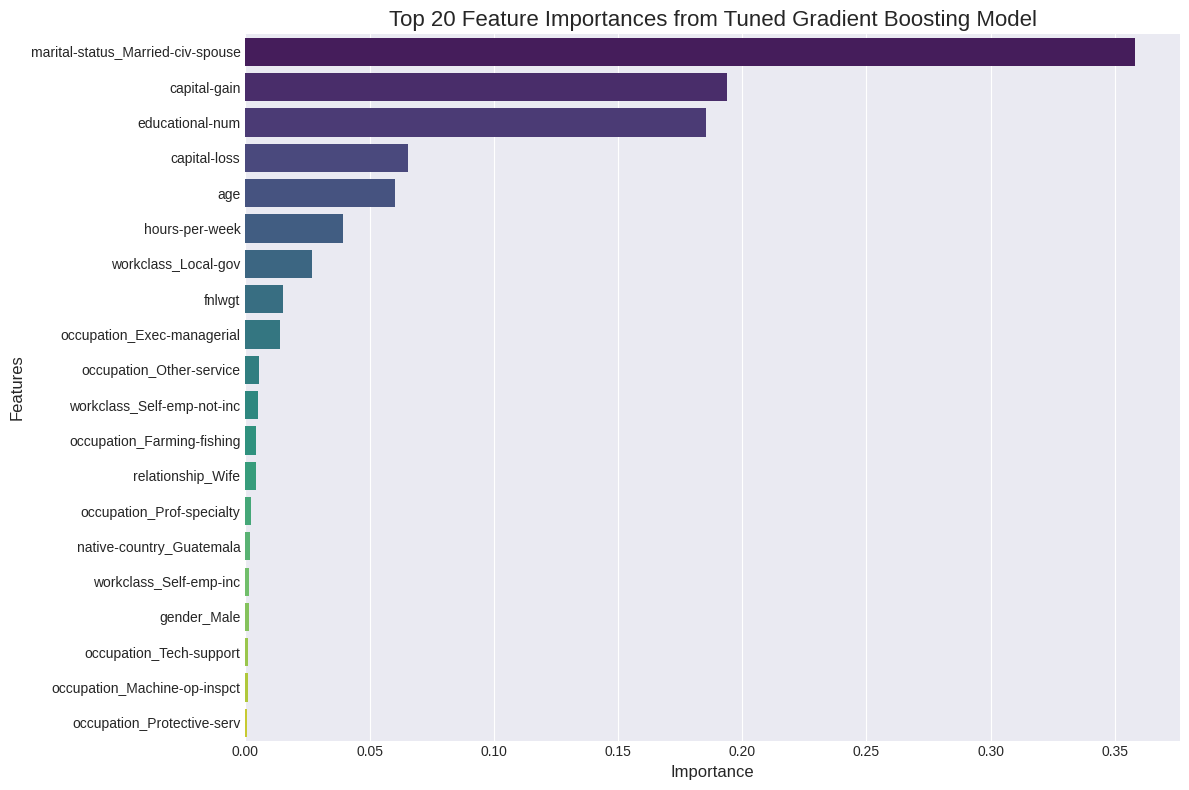 Top 20 Feature Importances from Tuned Gradient Boosting Model
marital-status_Married-civ-spouse
capital-gain
educational-num
capital-loss
age
hours-per-week
workclass_Local-gov
fnlwgt
occupation_Exec-managerial
occupation_Other-service
workclass_Self-emp-not-inc
occupation_Farming-fishing
relationship_Wife
occupation_Prof-specialty
native-country_Guatemala
workclass_Self-emp-inc
gender_Male
occupation_Tech-support
occupation_Machine-op-inspct
occupation_Protective-serv
Features
0.00 0.05 0.10 0.15 0.20 0.25 0.30 0.35
Importance